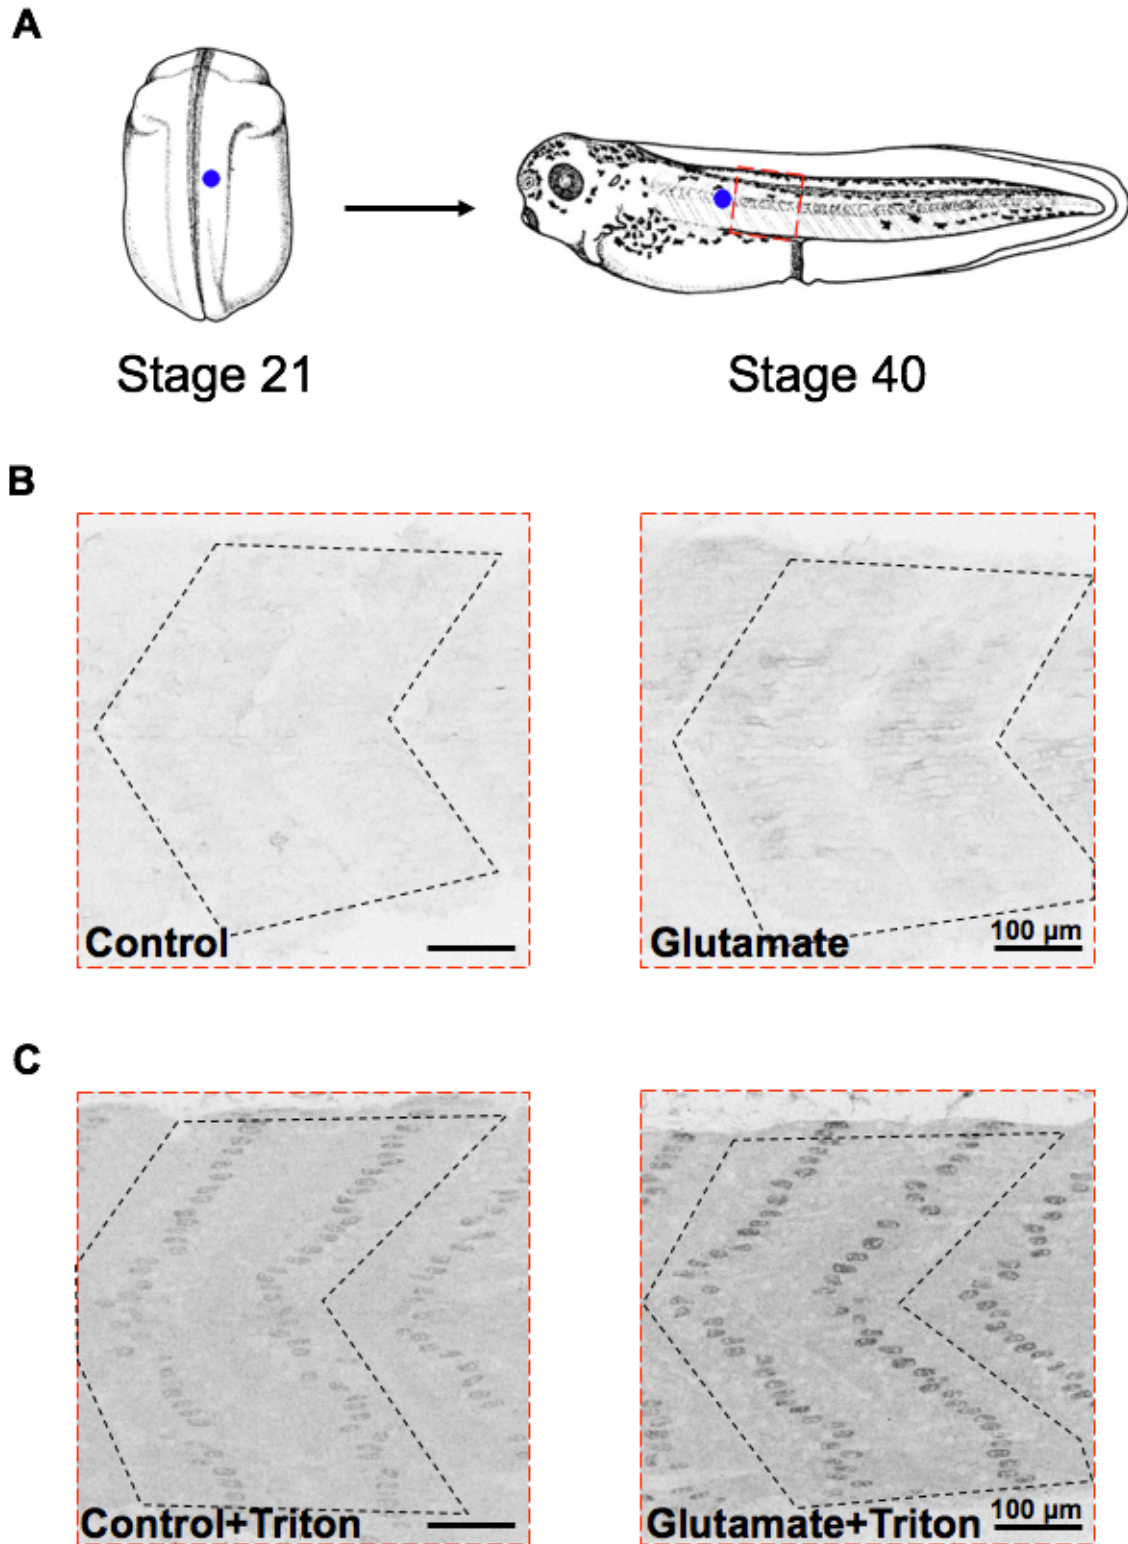 A
Stage 21
Stage 40
B
Control
Glutamate
100 µm
C
Control+Triton
Glutamate+Triton
100 µm